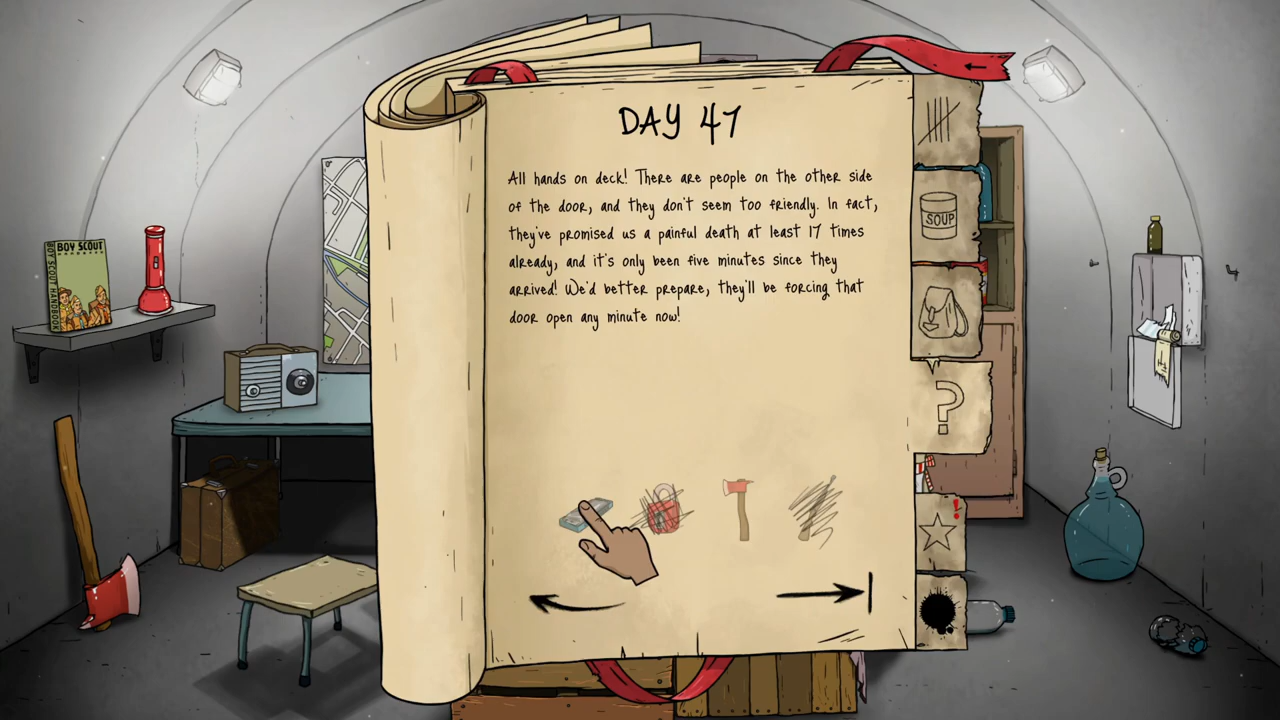 DAY 47
All hands on deck! There are people on the other side
of the door, and they don't seem too friendly. In fact,
they've promised us a painful death at least 17 times
already, and it's only been five minutes since they
arrived! We'd better prepare, they'll be forcing that
door open any minute now!
BOY SCOUT
BOY SCOUT HANDBOOK
SOUP